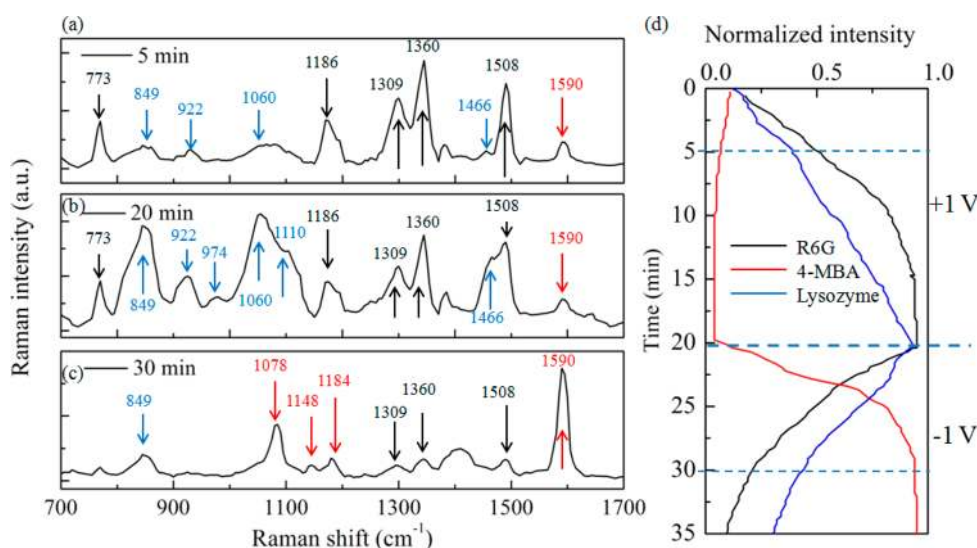 (a)
5 min
773
849
922
1060
1186
1309
1360
1466
1508
1590
(b)
20 min
773
849
922
974
1060
1110
1186
1309
1360
1466
1508
1590
(c)
30 min
849
1078
1148
1184
1309
1360
1508
1590
Raman intensity (a.u.)
700 900 1100 1300 1500 1700
Raman shift (cm-1)
(d)
Normalized intensity
0.0 0.5 1.0
0
5
10
15
20
25
30
35
Time (min)
R6G
4-MBA
Lysozyme
+1 V
-1 V